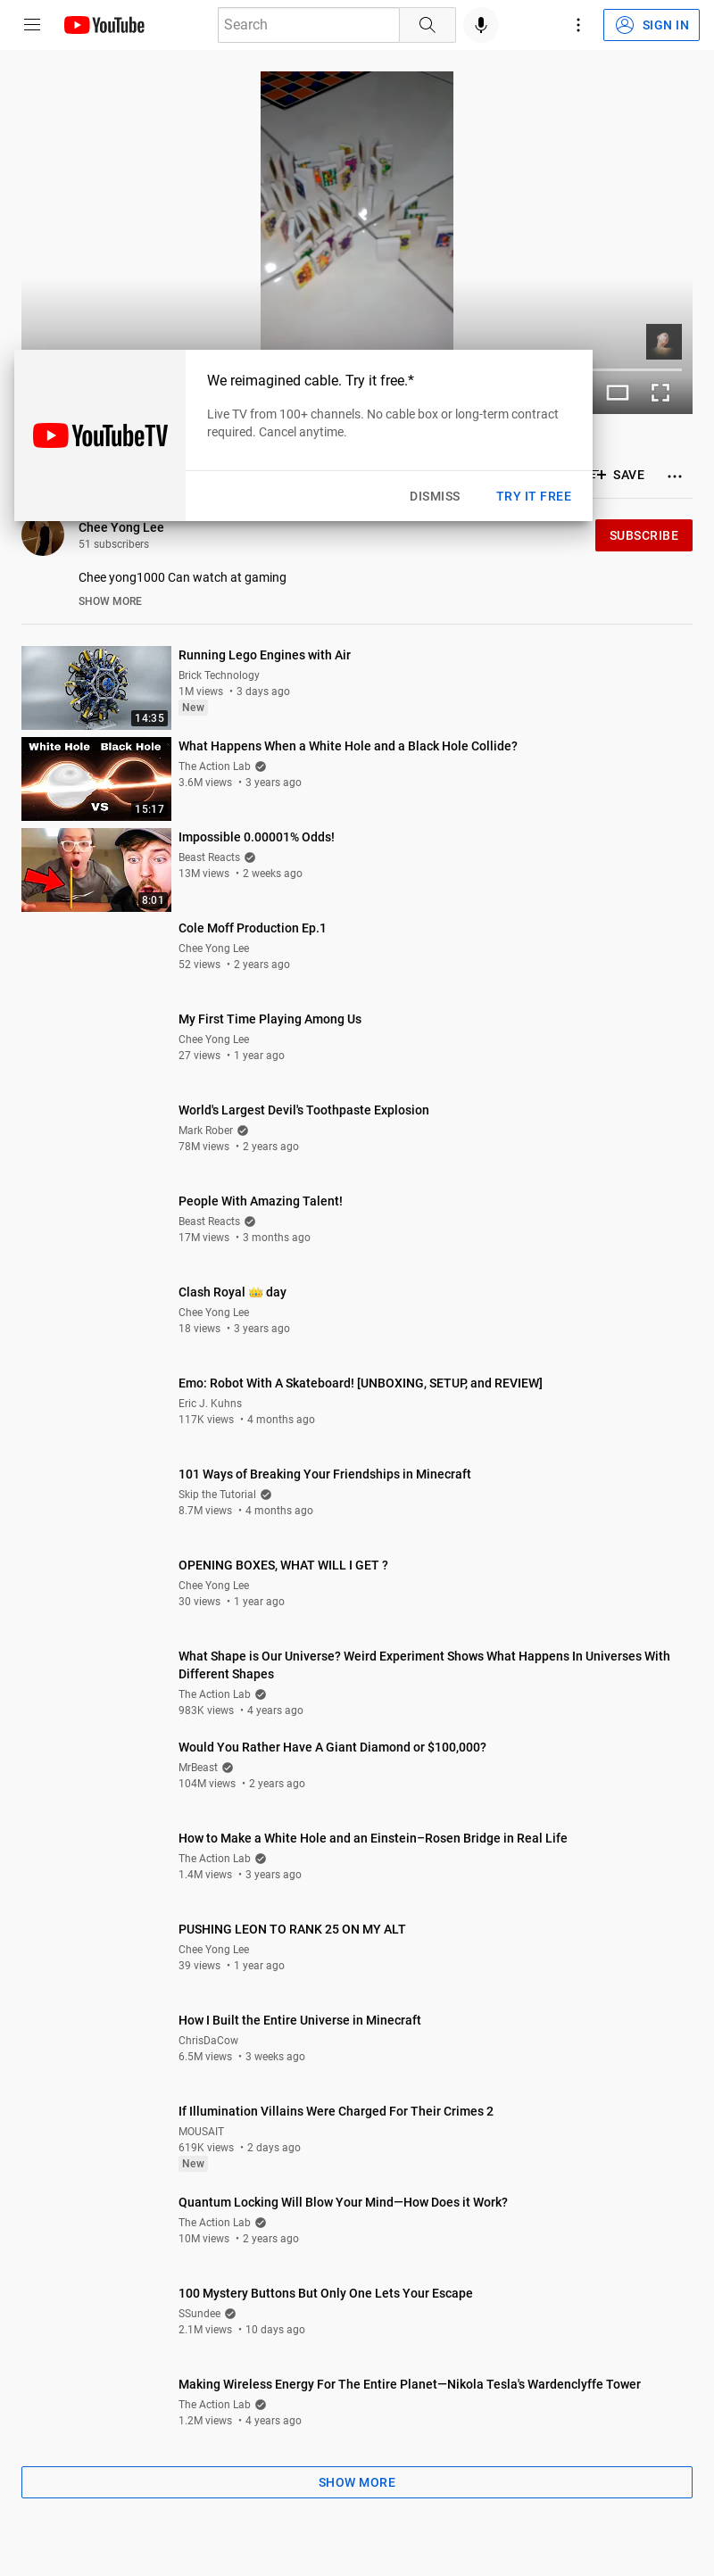 YouTube
Search
SIGN IN
We reimagined cable. Try it free.*
Live TV from 100+ channels. No cable box or long-term contract
required. Cancel anytime.
YouTubeTV
DISMISS
TRY IT FREE
SAVE
Chee Yong Lee
51 subscribers
SUBSCRIBE
Chee yong1000 Can watch at gaming
SHOW MORE
Running Lego Engines with Air
Brick Technology
1M views • 3 days ago
New
14:35
What Happens When a White Hole and a Black Hole Collide?
The Action Lab
3.6M views • 3 years ago
White Hole Black Hole
VS
15:17
Impossible 0.00001% Odds!
Beast Reacts
13M views • 2 weeks ago
8:01
Cole Moff Production Ep.1
Chee Yong Lee
52 views • 2 years ago
My First Time Playing Among Us
Chee Yong Lee
27 views • 1 year ago
World's Largest Devil's Toothpaste Explosion
Mark Rober
78M views • 2 years ago
People With Amazing Talent!
Beast Reacts
17M views • 3 months ago
Clash Royal 👑 day
Chee Yong Lee
18 views • 3 years ago
Emo: Robot With A Skateboard! [UNBOXING, SETUP, and REVIEW]
Eric J. Kuhns
117K views • 4 months ago
101 Ways of Breaking Your Friendships in Minecraft
Skip the Tutorial
8.7M views • 4 months ago
OPENING BOXES, WHAT WILL I GET ?
Chee Yong Lee
30 views • 1 year ago
What Shape is Our Universe? Weird Experiment Shows What Happens In Universes With
Different Shapes
The Action Lab
983K views • 4 years ago
Would You Rather Have A Giant Diamond or $100,000?
MrBeast
104M views • 2 years ago
How to Make a White Hole and an Einstein–Rosen Bridge in Real Life
The Action Lab
1.4M views • 3 years ago
PUSHING LEON TO RANK 25 ON MY ALT
Chee Yong Lee
39 views • 1 year ago
How I Built the Entire Universe in Minecraft
ChrisDaCow
6.5M views • 3 weeks ago
If Illumination Villains Were Charged For Their Crimes 2
MOUSAIT
619K views • 2 days ago
New
Quantum Locking Will Blow Your Mind—How Does it Work?
The Action Lab
10M views • 2 years ago
100 Mystery Buttons But Only One Lets Your Escape
SSundee
2.1M views • 10 days ago
Making Wireless Energy For The Entire Planet—Nikola Tesla's Wardenclyffe Tower
The Action Lab
1.2M views • 4 years ago
SHOW MORE